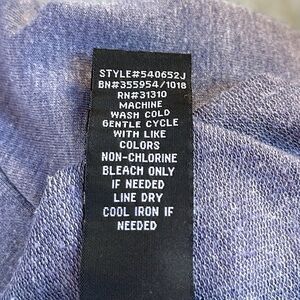 STYLE#540652J
BN#355954/1018
RN#31310
MACHINE
WASH COLD
GENTLE CYCLE
WITH LIKE
COLORS
NON-CHLORINE
BLEACH ONLY
IF NEEDED
LINE DRY
COOL IRON IF
NEEDED